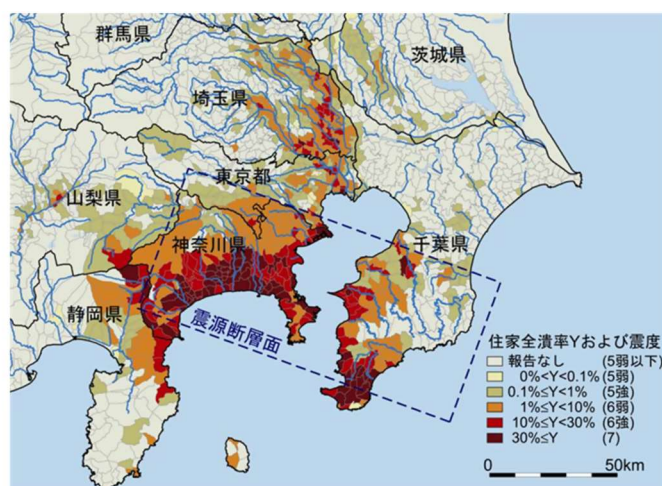 群馬県
茨城県
埼玉県
東京都
山梨県
神奈川県
千葉県
静岡県
震源断層面
住家全潰率Yおよび震度
報告なし (5弱以下)
0%<Y<0.1% (5弱)
0.1%≦Y<1% (5強)
1%≦Y<10% (6弱)
10%≦Y<30% (6強)
30%≦Y (7)
0 50km